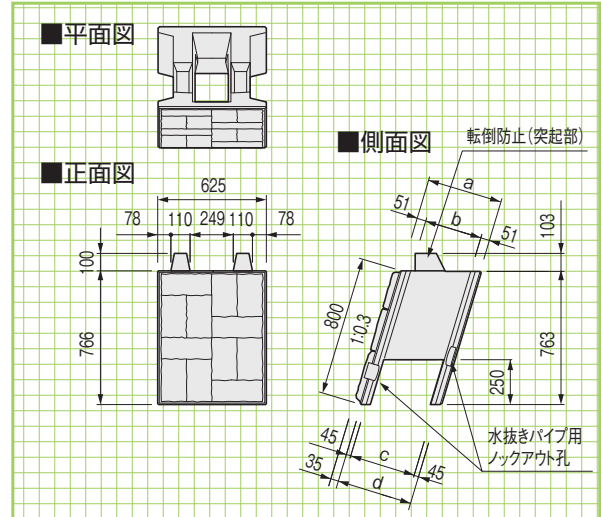 ■平面図
■正面図
625
78 110 249 110 78
100
766
■側面図
転倒防止(突起部)
a
51 b 51
103
800
1:0.3
763
250
45 c 45
35 d
水抜きパイプ用
ノックアウト孔